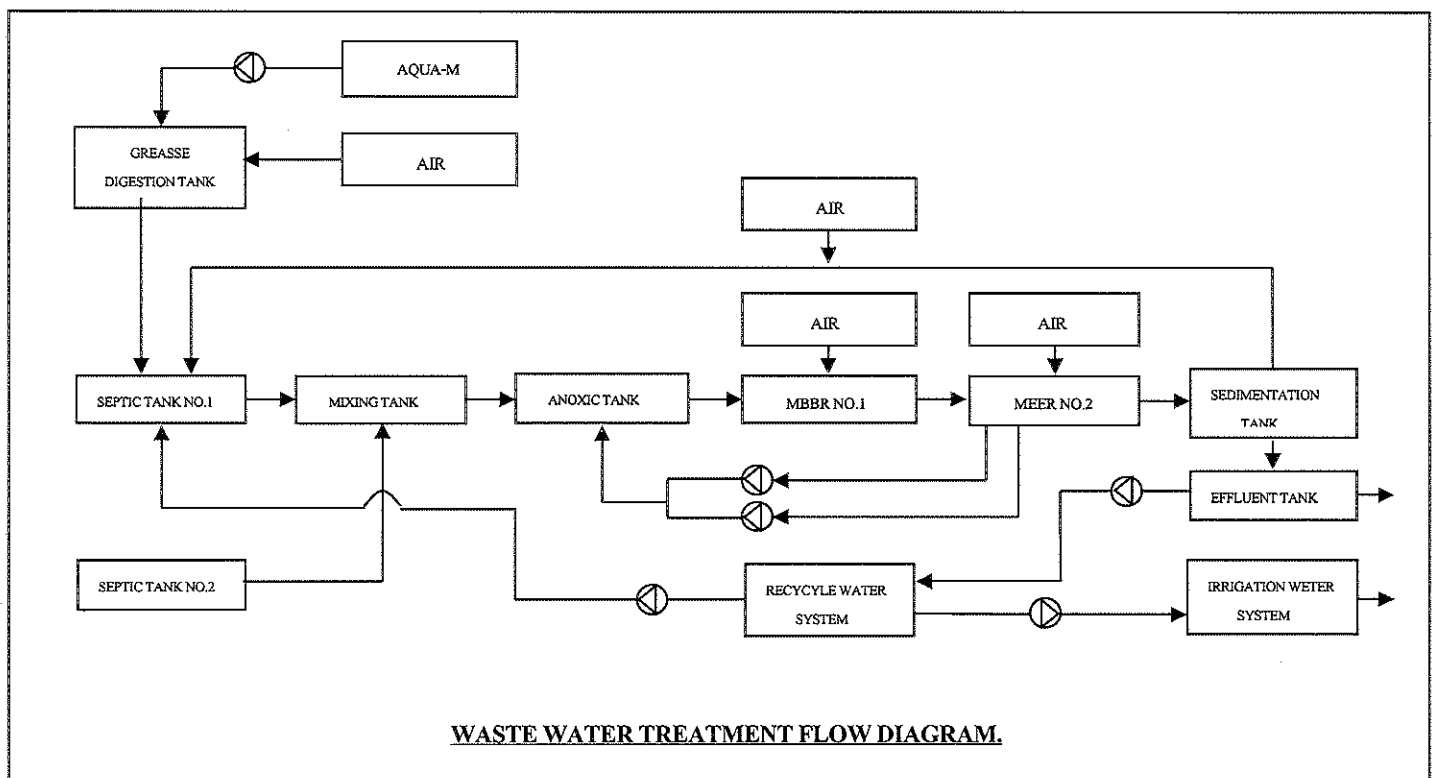 AQUA-M
GREASSE
DIGESTION TANK
AIR
AIR
AIR
AIR
SEPTIC TANK NO.1
MIXING TANK
ANOXIC TANK
MBBR NO.1
MEER NO.2
SEDIMENTATION
TANK
EFFLUENT TANK
SEPTIC TANK NO.2
RECYCYLE WATER
SYSTEM
IRRIGATION WETER
SYSTEM
WASTE WATER TREATMENT FLOW DIAGRAM.